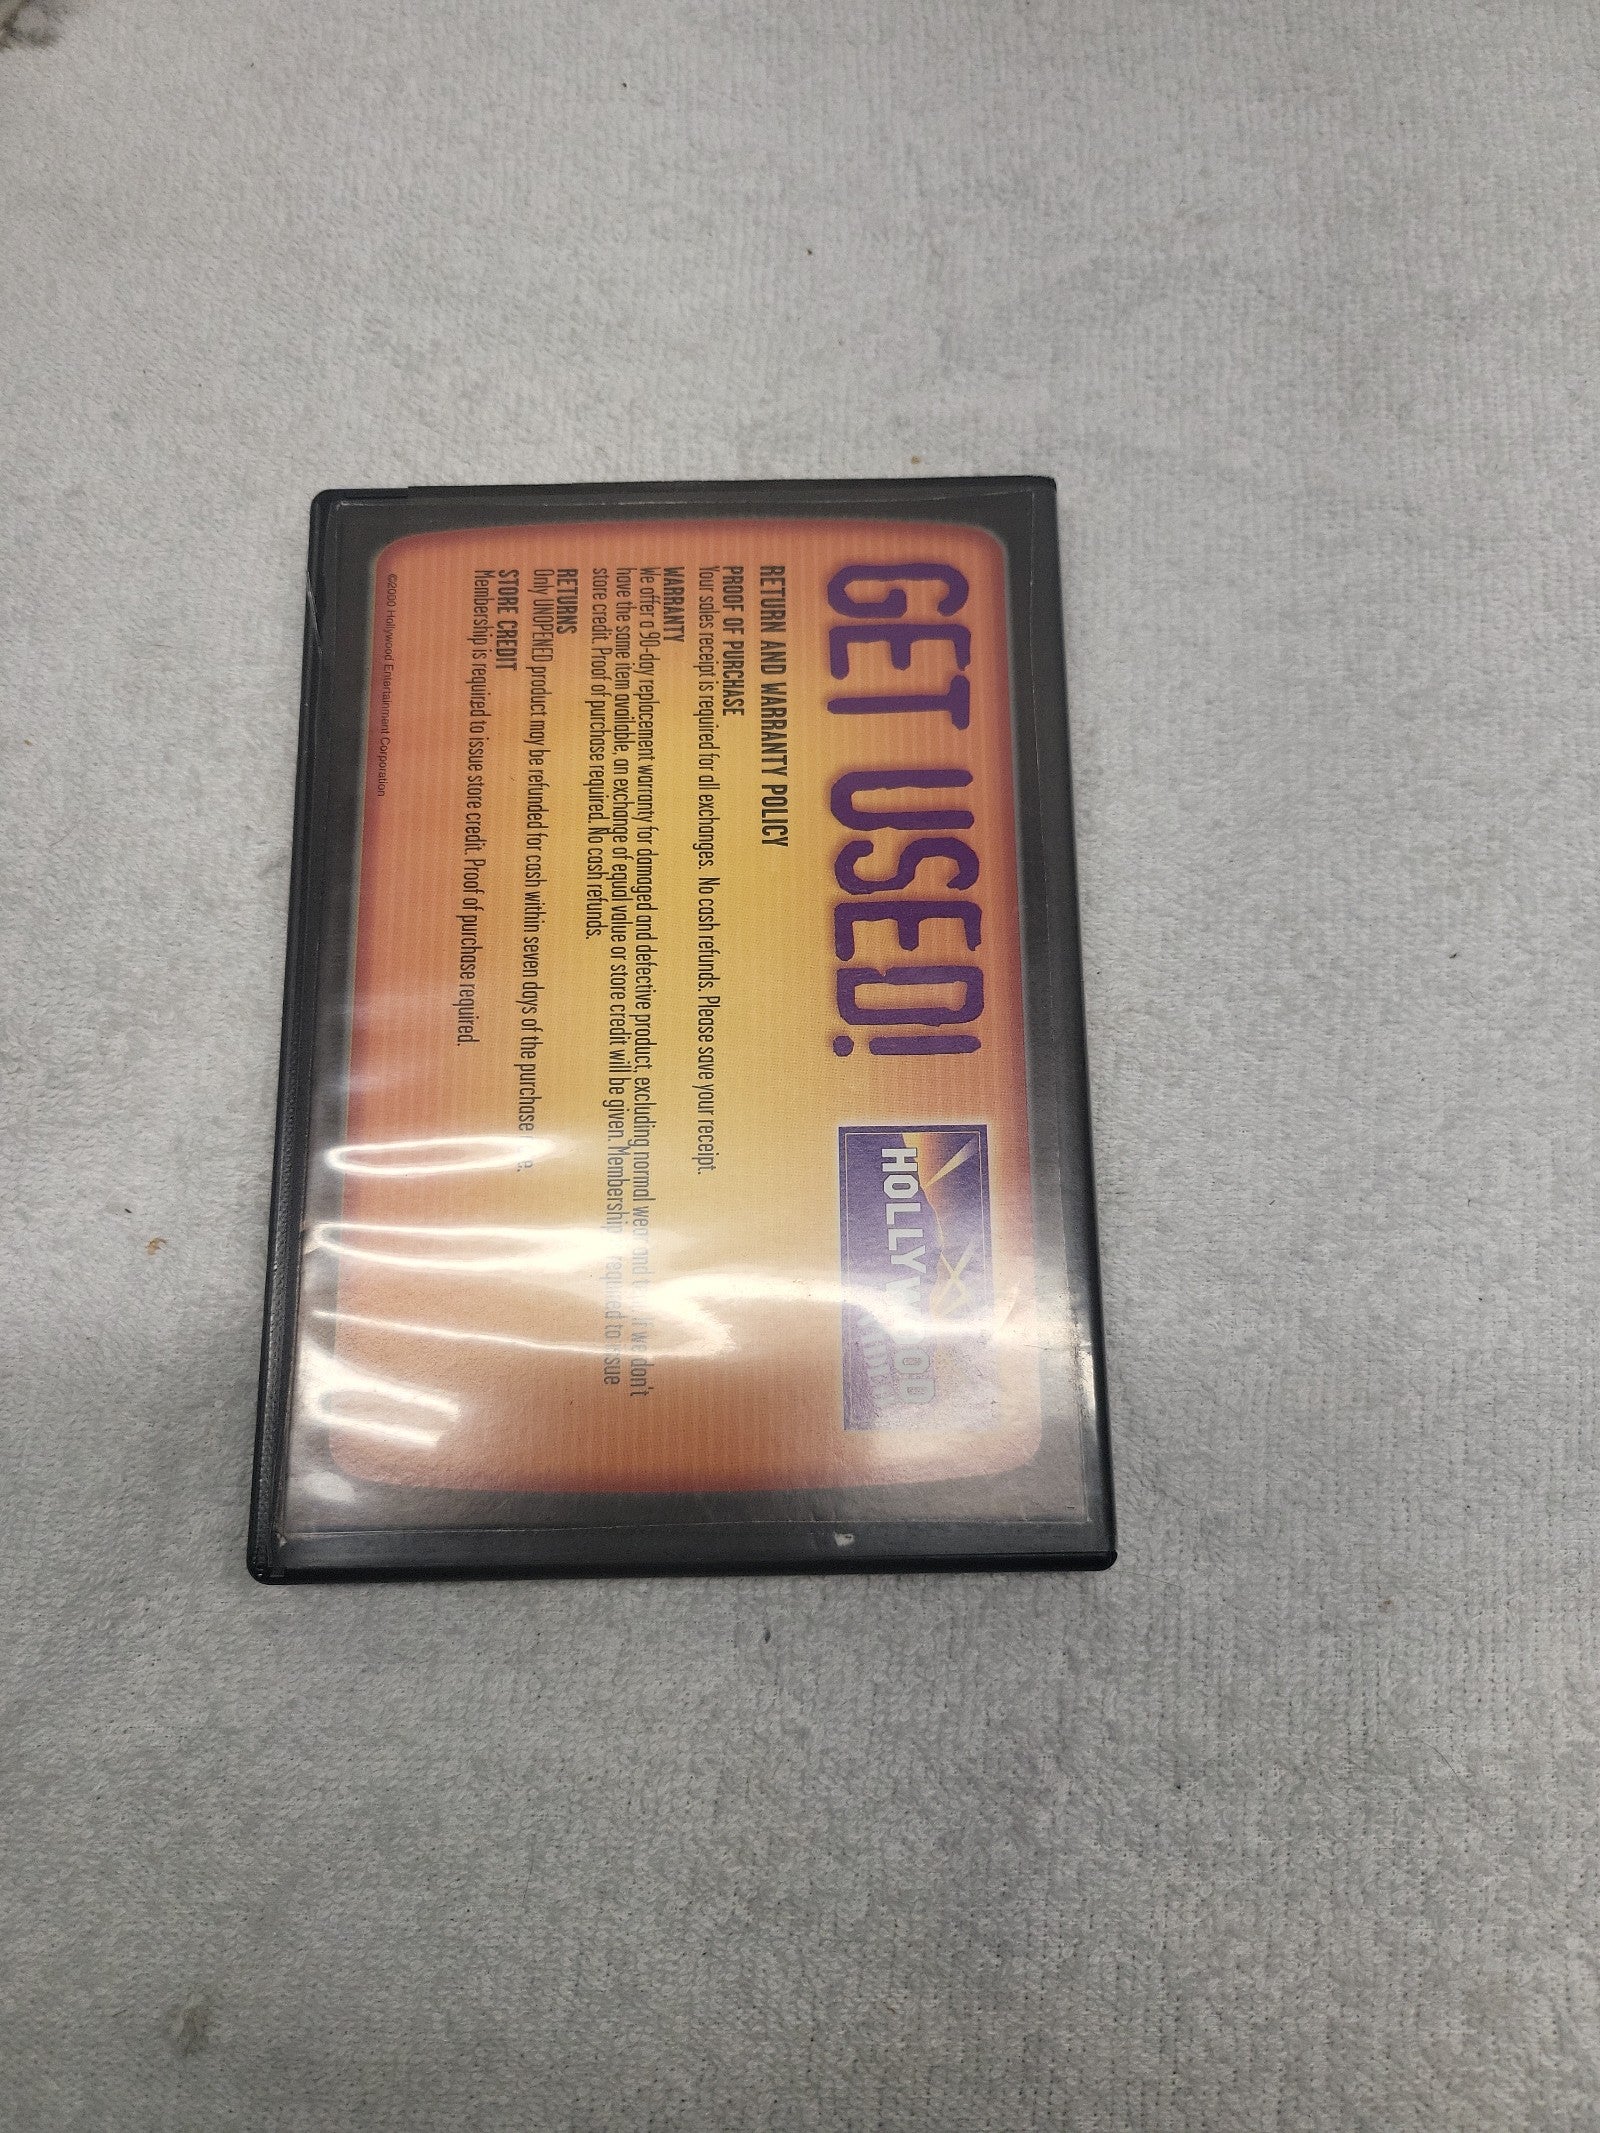 GET USED!
HOLLYWOOD
VIDEO
RETURN AND WARRANTY POLICY
PROOF OF PURCHASE
Your sales receipt is required for all exchanges. No cash refunds. Please save your receipt.
WARRANTY
We offer a 90-day replacement warranty for damaged and defective product, excluding normal wear and tear. If we don't
have the same item available, an exchange of equal value or store credit will be given. Membership required to issue
store credit. Proof of purchase required. No cash refunds.
RETURNS
Only UNOPENED product may be refunded for cash within seven days of the purchase
STORE CREDIT
Membership is required to issue store credit. Proof of purchase required.
©2000 Hollywood Entertainment Corporation